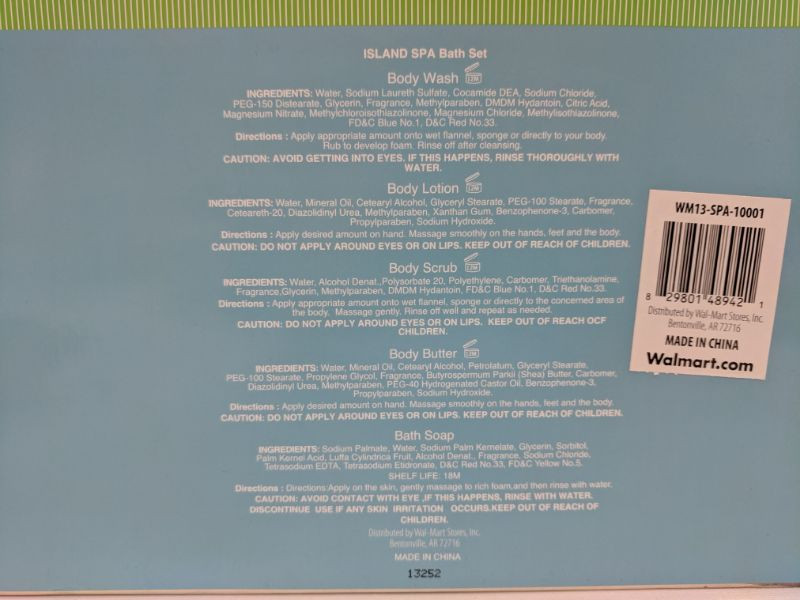 ISLAND SPA Bath Set
Body Wash 12M
INGREDIENTS: Water, Sodium Laureth Sulfate, Cocamide DEA, Sodium Chloride,
PEG-150 Distearate, Glycerin, Fragrance, Methylparaben, DMDM Hydantoin, Citric Acid,
Magnesium Nitrate, Methylchloroisothiazolinone, Magnesium Chloride, Methylisothiazolinone,
FD&C Blue No.1, D&C Red No.33.
Directions : Apply appropriate amount onto wet flannel, sponge or directly to your body.
Rub to develop foam. Rinse off after cleansing.
CAUTION: AVOID GETTING INTO EYES. IF THIS HAPPENS, RINSE THOROUGHLY WITH
WATER.
Body Lotion 12M
INGREDIENTS: Water, Mineral Oil, Cetearyl Alcohol, Glyceryl Stearate, PEG-100 Stearate, Fragrance,
Ceteareth-20, Diazolidinyl Urea, Methylparaben, Xanthan Gum, Benzophenone-3, Carbomer,
Propylparaben, Sodium Hydroxide.
Directions : Apply desired amount on hand. Massage smoothly on the hands, feet and the body.
CAUTION: DO NOT APPLY AROUND EYES OR ON LIPS. KEEP OUT OF REACH OF CHILDREN.
Body Scrub 12M
INGREDIENTS: Water, Alcohol Denat.,Polysorbate 20, Polyethylene, Carbomer, Triethanolamine,
Fragrance,Glycerin, Methylparaben, DMDM Hydantoin, FD&C Blue No.1, D&C Red No.33.
Directions : Apply appropriate amount onto wet flannel, sponge or directly to the concerned area of
the body. Massage gently. Rinse off well and repeat as needed.
CAUTION: DO NOT APPLY AROUND EYES OR ON LIPS. KEEP OUT OF REACH OCF
CHILDREN.
Body Butter 12M
INGREDIENTS: Water, Mineral Oil, Cetearyl Alcohol, Petrolatum, Glyceryl Stearate,
PEG-100 Stearate, Propylene Glycol, Fragrance, Butyrospermum Parkii (Shea) Butter, Carbomer,
Diazolidinyl Urea, Methylparaben, PEG-40 Hydrogenated Castor Oil, Benzophenone-3,
Propylparaben, Sodium Hydroxide.
Directions : Apply desired amount on hand. Massage smoothly on the hands, feet and the body.
CAUTION: DO NOT APPLY AROUND EYES OR ON LIPS. KEEP OUT OF REACH OF CHILDREN.
Bath Soap
INGREDIENTS: Sodium Palmate, Water, Sodium Palm Kernelate, Glycerin, Sorbitol,
Palm Kernel Acid, Luffa Cylindrica Fruit, Alcohol Denat., Fragrance, Sodium Chloride,
Tetrasodium EDTA, Tetrasodium Etidronate, D&C Red No.33, FD&C Yellow No.5.
SHELF LIFE: 18M
Directions : Directions:Apply on the skin, gently massage to rich foam,and then rinse with water.
CAUTION: AVOID CONTACT WITH EYE ,IF THIS HAPPENS, RINSE WITH WATER.
DISCONTINUE USE IF ANY SKIN IRRITATION OCCURS.KEEP OUT OF REACH OF
CHILDREN.
Distributed by Wal-Mart Stores, Inc.
Bentonville, AR 72716
MADE IN CHINA
13252
WM13-SPA-10001
8 29801 48942 1
Distributed by Wal-Mart Stores, Inc.
Bentonville, AR 72716
MADE IN CHINA
Walmart.com